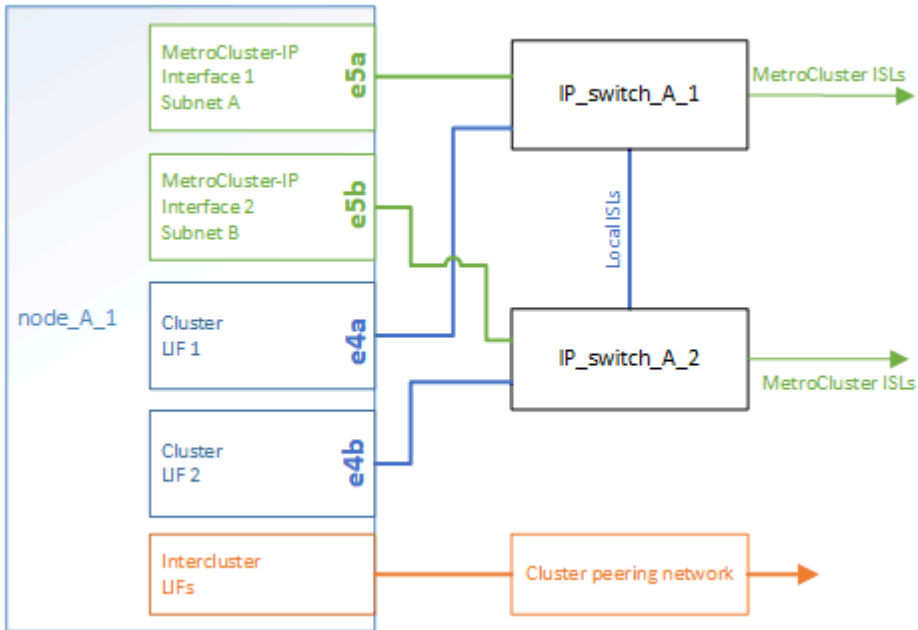 node_A_1
MetroCluster-IP
Interface 1
Subnet A
e5a
MetroCluster-IP
Interface 2
Subnet B
e5b
Cluster
LIF 1
e4a
Cluster
LIF 2
e4b
Intercluster
LIFs
IP_switch_A_1
MetroCluster ISLs
Local ISLs
IP_switch_A_2
MetroCluster ISLs
Cluster peering network